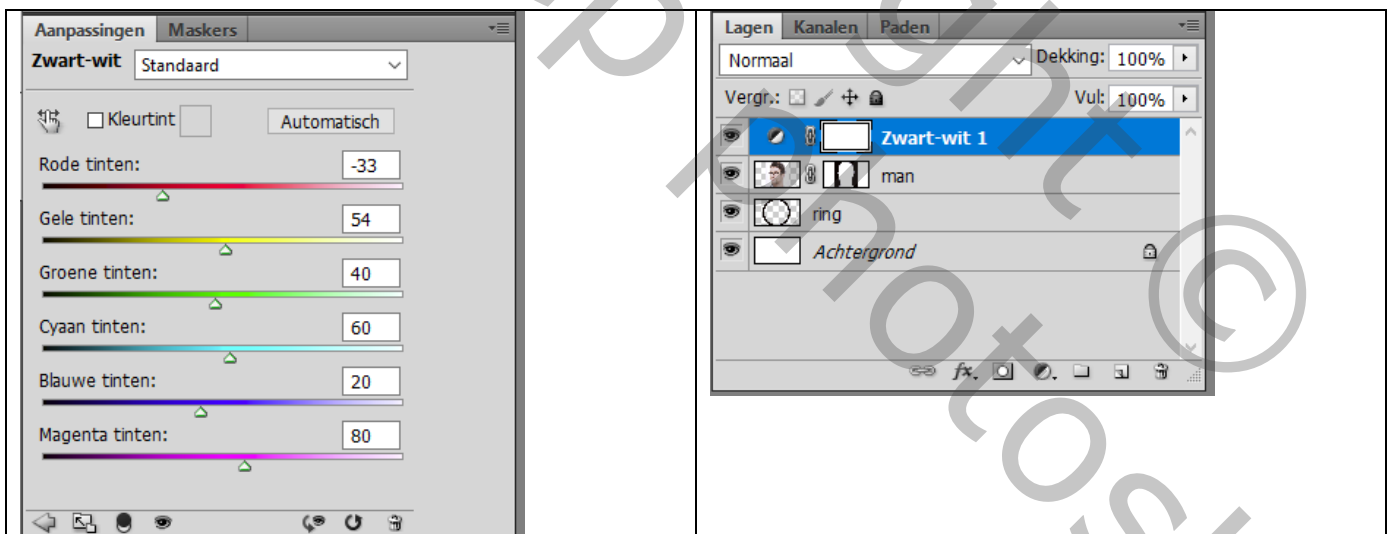 Aanpassingen Maskers
Zwart-wit Standaard
Kleurtint Automatisch
Rode tinten: -33
Gele tinten: 54
Groene tinten: 40
Cyaan tinten: 60
Blauwe tinten: 20
Magenta tinten: 80
Lagen Kanalen Paden
Normaal Dekking: 100%
Vergr.: Vul: 100%
Zwart-wit 1
man
ring
Achtergrond
fx.
©